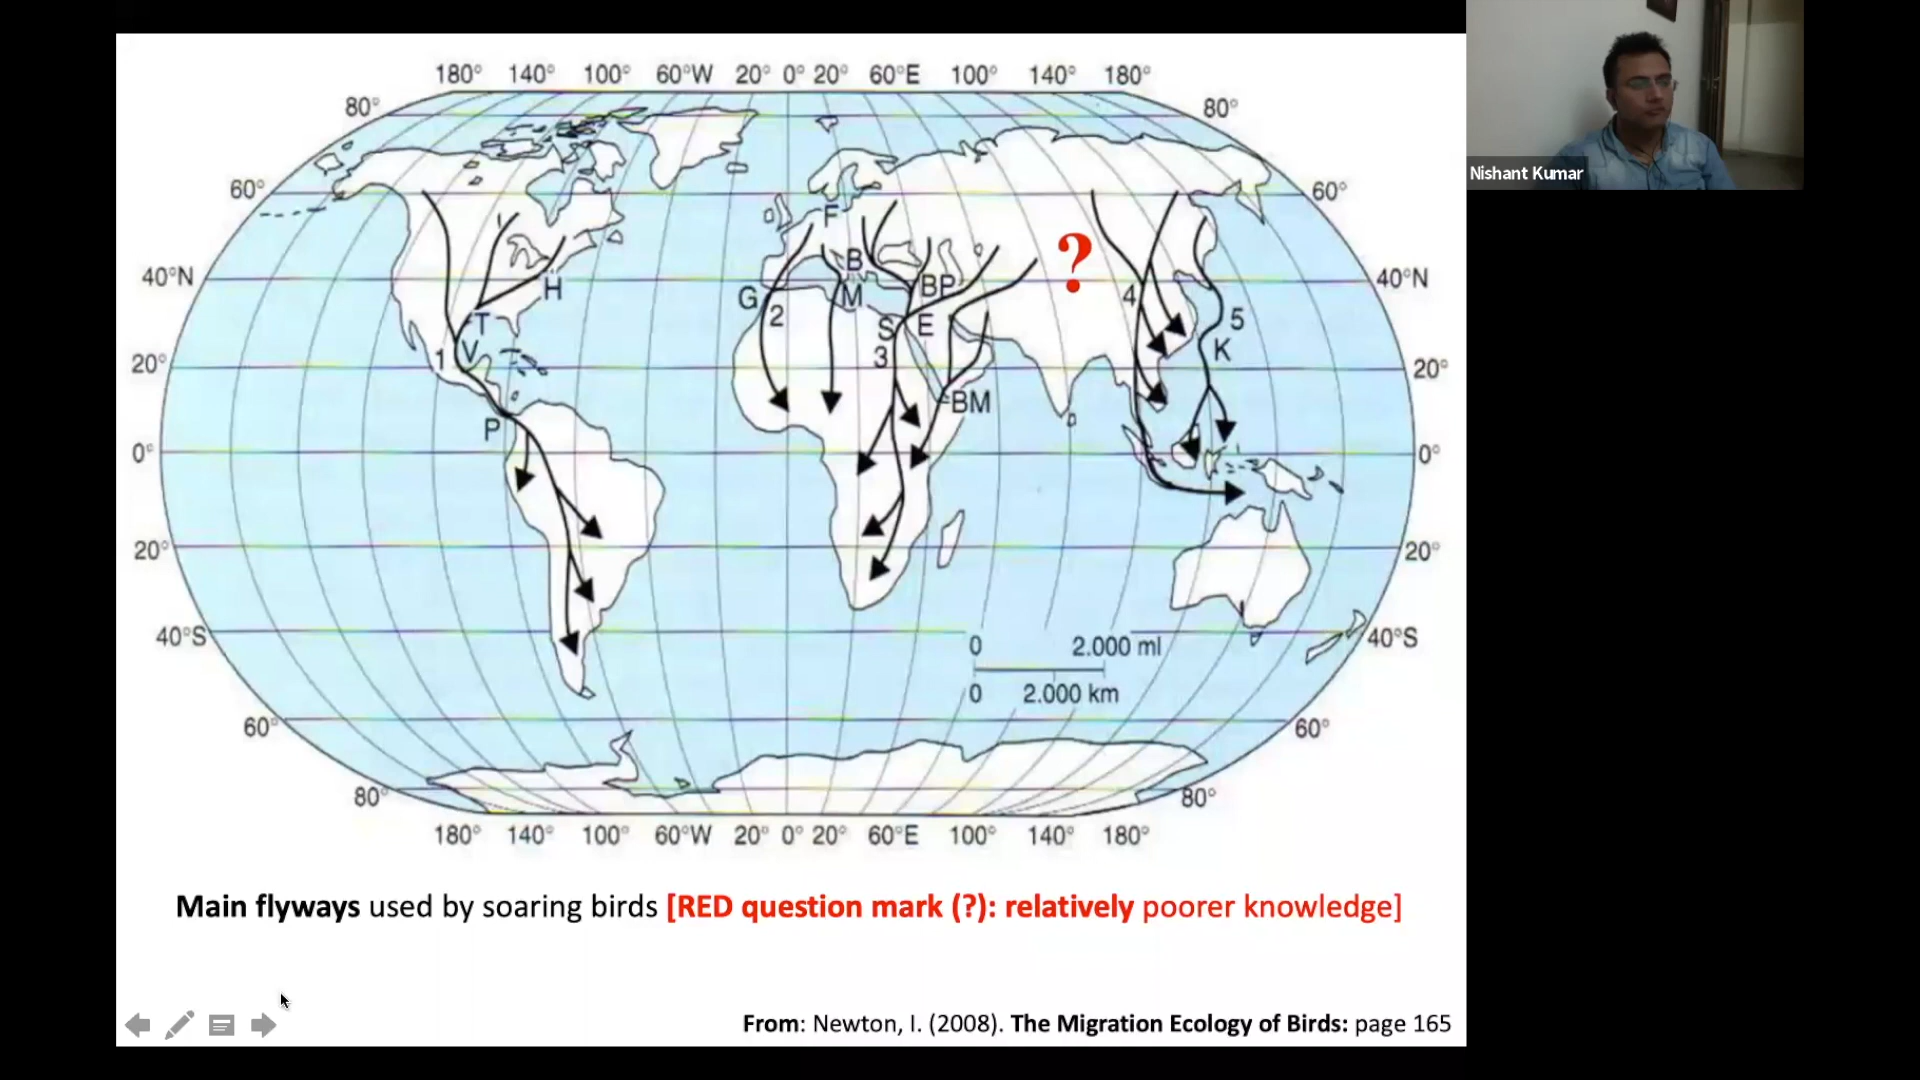 180° 140° 100° 60°W 20° 0° 20° 60°E 100° 140° 180°
80° 80°
60° 60°
F
40°N B 40°N
H BP
G M 4
2 T S E 5
3 K
20° 1 V 20°
BM
P
0° 0°
20° 20°
40°S 0 2.000 ml 40°S
0 2.000 km
60° 60°
80° 80°
180° 140° 100° 60°W 20° 0° 20° 60°E 100° 140° 180°
?
Main flyways used by soaring birds [RED question mark (?): relatively poorer knowledge]
From: Newton, I. (2008). The Migration Ecology of Birds: page 165
Nishant Kumar